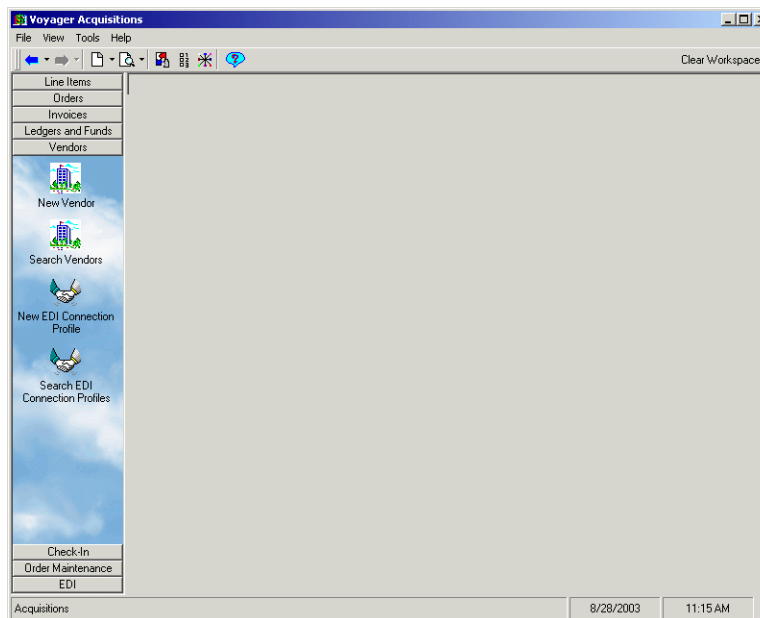 Voyager Acquisitions
File View Tools Help
Clear Workspace
Line Items
Orders
Invoices
Ledgers and Funds
Vendors
New Vendor
Search Vendors
New EDI Connection
Profile
Search EDI
Connection Profiles
Check-In
Order Maintenance
EDI
Acquisitions 8/28/2003 11:15 AM